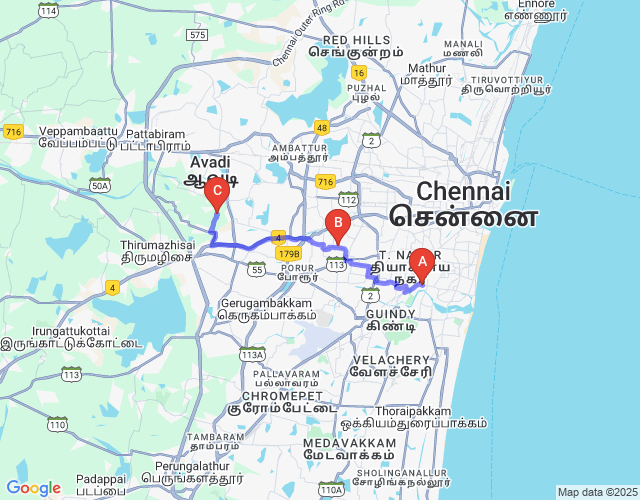 Ennore
எண்ணூர்
Chennai Outer Ring Rd
204
575
RED HILLS
செங்குன்றம்
MANALI
மணலி
Mathur
மாத்தூர்
16
PUZHAL
புழல்
TIRUVOTTIYUR
திருவொற்றியூர்
716
Veppambaattu
வேப்பம்பட்டு
Pattabiram
பட்டாபிராம்
48
2
AMBATTUR
அம்பத்தூர்
Avadi
ஆவடி
50A
716
112
C
Chennai
சென்னை
B
4
179B
Thirumazhisai
திருமழிசை
T. NAGAR
தியாகராய
நகர்
A
113
PORUR
போரூர்
55
4
2
Gerugambakkam
கெருகம்பாக்கம்
GUINDY
கிண்டி
Irungattukottai
இருங்காட்டுக்கோட்டை
113A
113
VELACHERY
வேளச்சேரி
PALLAVARAM
பல்லாவரம்
CHROMEPET
குரோம்பேட்டை
Thoraipakkam
ஒக்கியம்துரைப்பாக்கம்
110
114
TAMBARAM
தாம்பரம்
MEDAVAKKAM
மேடவாக்கம்
Perungalathur
பெருங்களத்தூர்
Padappai
படப்பை
SHOLINGANALLUR
சோழிங்கநல்லூர்
Google
Map data ©2025